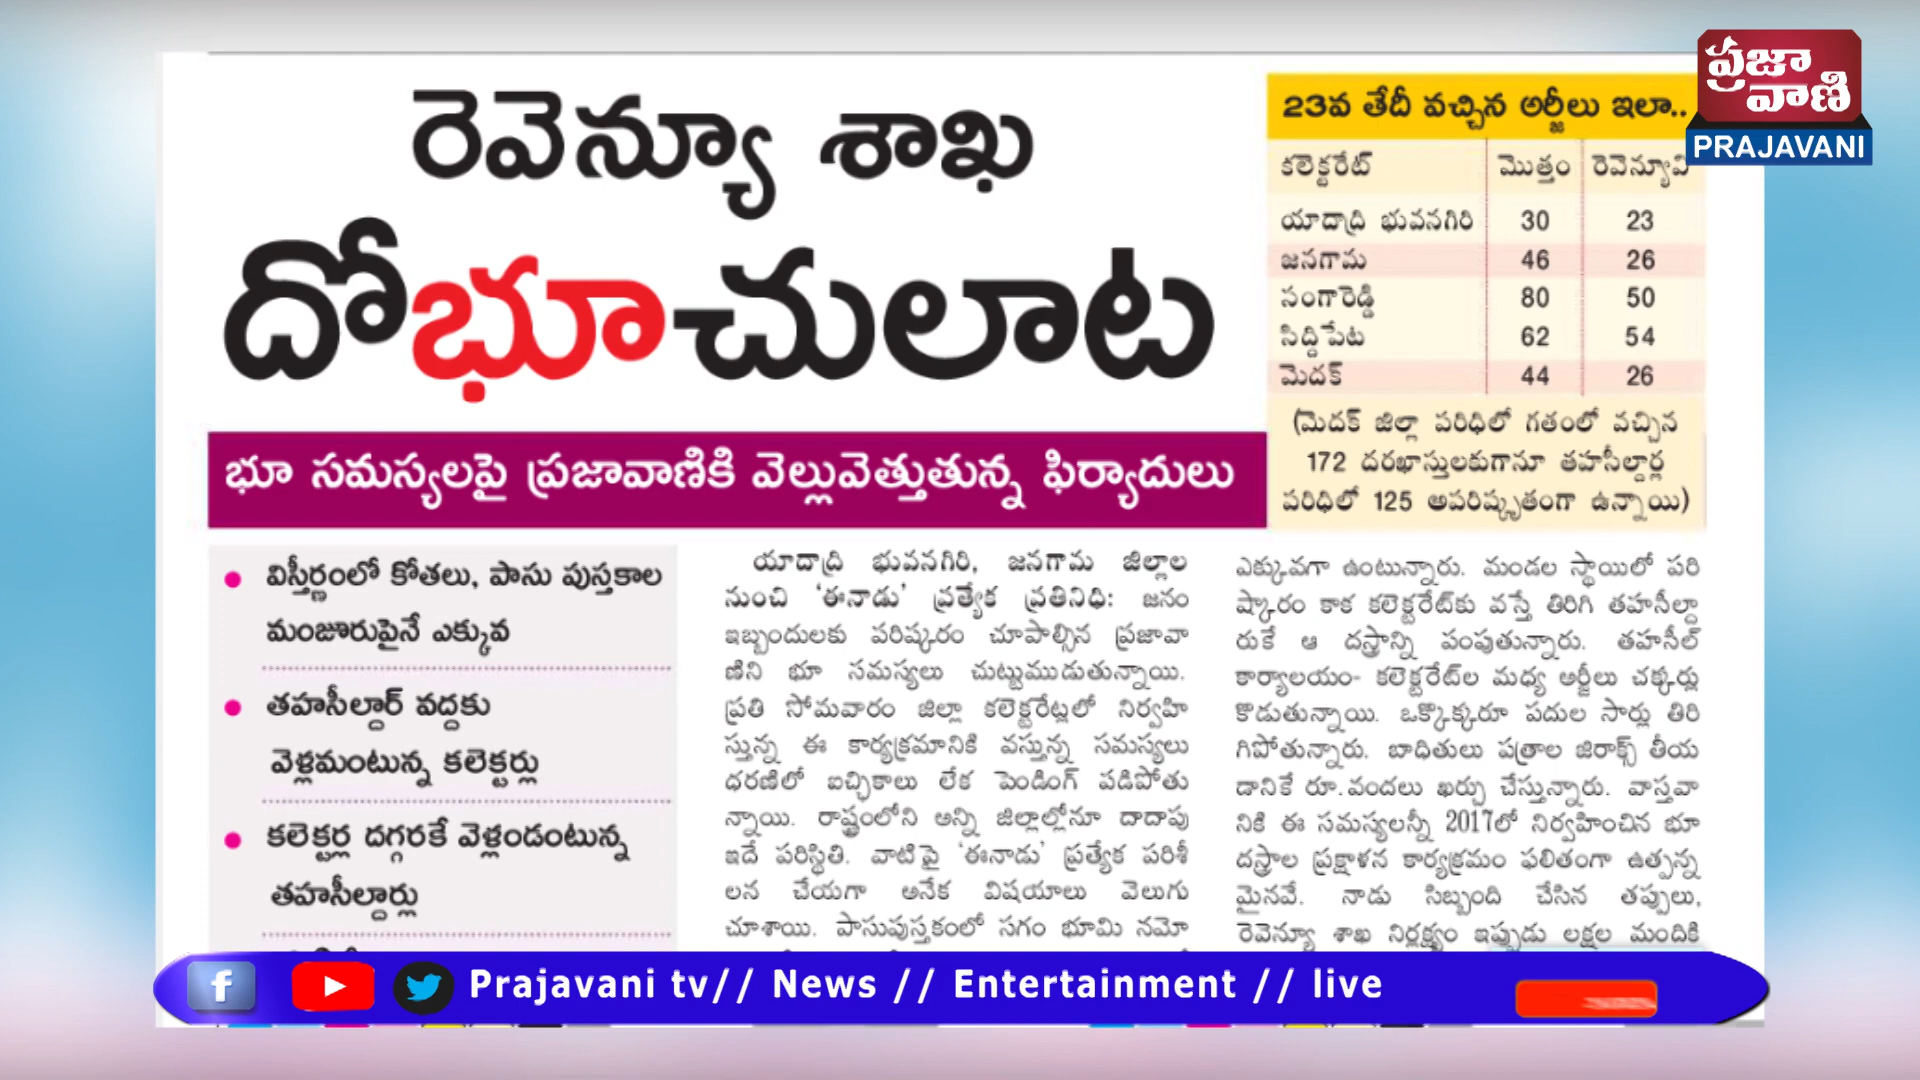 ప్రజా
వాణి
PRAJAVANI
రెవెన్యూ శాఖ
దోభూచులాట
భూ సమస్యలపై ప్రజావాణికి వెల్లువెత్తుతున్న ఫిర్యాదులు
23వ తేదీ వచ్చిన అర్జీలు ఇలా..
కలెక్టరేట్ మొత్తం రెవెన్యూవి
యాదాద్రి భువనగిరి 30 23
జనగామ 46 26
సంగారెడ్డి 80 50
సిద్దిపేట 62 54
మెదక్ 44 26
(మెదక్ జిల్లా పరిధిలో గతంలో వచ్చిన
172 దరఖాస్తులకుగానూ తహసీల్దార్ల
పరిధిలో 125 అపరిష్కృతంగా ఉన్నాయి)
• విస్తీర్ణంలో కోతలు, పాసు పుస్తకాల
మంజూరుపైనే ఎక్కువ
• తహసీల్దార్ వద్దకు
వెళ్లమంటున్న కలెక్టర్లు
• కలెక్టర్ల దగ్గరకే వెళ్లండంటున్న
తహసీల్దార్లు
యాదాద్రి భువనగిరి, జనగామ జిల్లాల
నుంచి ‘ఈనాడు’ ప్రత్యేక ప్రతినిధి: జనం
ఇబ్బందులకు పరిష్కరం చూపాల్సిన ప్రజావా
ణిని భూ సమస్యలు చుట్టుముడుతున్నాయి.
ప్రతి సోమవారం జిల్లా కలెక్టరేట్లలో నిర్వహి
స్తున్న ఈ కార్యక్రమానికి వస్తున్న సమస్యలు
ధరణిలో ఐచ్ఛికాలు లేక పెండింగ్ పడిపోతు
న్నాయి. రాష్ట్రంలోని అన్ని జిల్లాల్లోనూ దాదాపు
ఇదే పరిస్థితి. వాటిపై ‘ఈనాడు’ ప్రత్యేక పరిశీ
లన చేయగా అనేక విషయాలు వెలుగు
చూశాయి. పాసుపుస్తకంలో సగం భూమి నమో
ఎక్కువగా ఉంటున్నారు. మండల స్థాయిలో పరి
ష్కారం కాక కలెక్టరేట్‌కు వస్తే తిరిగి తహసీల్దా
రుకే ఆ దస్త్రాన్ని పంపుతున్నారు. తహసీల్
కార్యాలయం- కలెక్టరేట్‌ల మధ్య అర్జీలు చక్కర్లు
కొడుతున్నాయి. ఒక్కొక్కరూ పదుల సార్లు తిరి
గిపోతున్నారు. బాధితులు పత్రాల జిరాక్స్ తీయ
డానికే రూ.వందలు ఖర్చు చేస్తున్నారు. వాస్తవా
నికి ఈ సమస్యలన్నీ 2017లో నిర్వహించిన భూ
దస్త్రాల ప్రక్షాళన కార్యక్రమం ఫలితంగా ఉత్పన్న
మైనవే. నాడు సిబ్బంది చేసిన తప్పులు,
రెవెన్యూ శాఖ నిర్లక్ష్యం ఇప్పుడు లక్షల మందికి
Prajavani tv// News // Entertainment // live